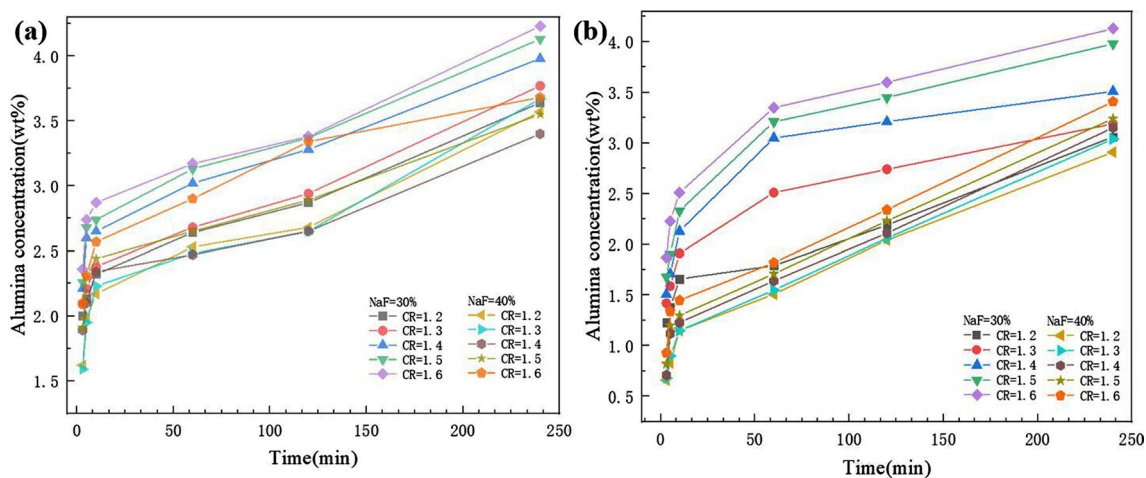 (a)
Alumina concentration(wt%)
4.0
3.5
3.0
2.5
2.0
1.5
NaF=30% NaF=40%
CR=1.2 CR=1.2
CR=1.3 CR=1.3
CR=1.4 CR=1.4
CR=1.5 CR=1.5
CR=1.6 CR=1.6
0 50 100 150 200 250
Time(min)
(b)
Alumina concentration(wt%)
4.0
3.5
3.0
2.5
2.0
1.5
1.0
0.5
NaF=30% NaF=40%
CR=1.2 CR=1.2
CR=1.3 CR=1.3
CR=1.4 CR=1.4
CR=1.5 CR=1.5
CR=1.6 CR=1.6
0 50 100 150 200 250
Time(min)